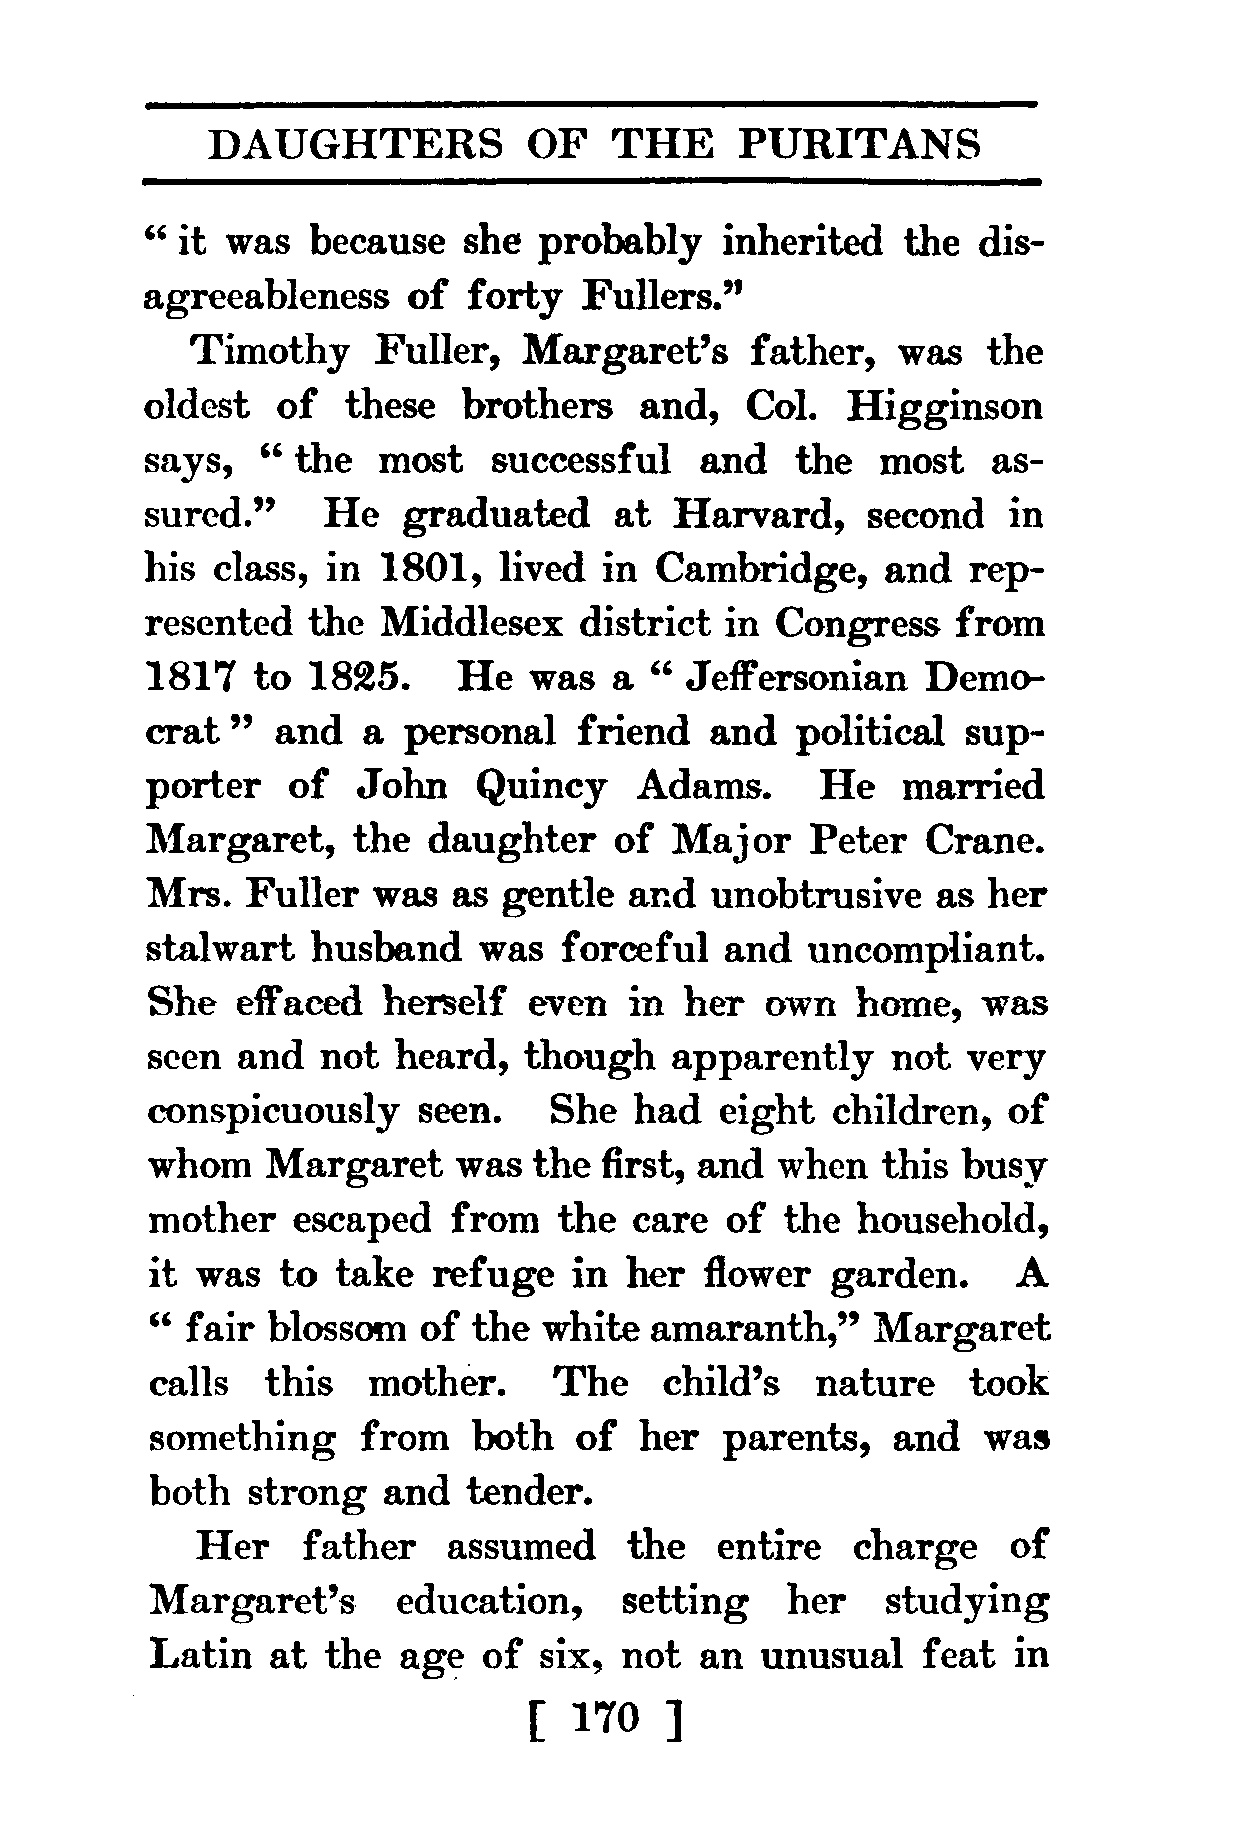 DAUGHTERS OF THE PURITANS
“ it was because she probably inherited the dis-
agreeableness of forty Fullers.”
Timothy Fuller, Margaret’s father, was the
oldest of these brothers and, Col. Higginson
says, “ the most successful and the most as-
sured.” He graduated at Harvard, second in
his class, in 1801, lived in Cambridge, and rep-
resented the Middlesex district in Congress from
1817 to 1825. He was a “ Jeffersonian Demo-
crat ” and a personal friend and political sup-
porter of John Quincy Adams. He married
Margaret, the daughter of Major Peter Crane.
Mrs. Fuller was as gentle and unobtrusive as her
stalwart husband was forceful and uncompliant.
She effaced herself even in her own home, was
seen and not heard, though apparently not very
conspicuously seen. She had eight children, of
whom Margaret was the first, and when this busy
mother escaped from the care of the household,
it was to take refuge in her flower garden. A
“ fair blossom of the white amaranth,” Margaret
calls this mother. The child’s nature took
something from both of her parents, and was
both strong and tender.
Her father assumed the entire charge of
Margaret’s education, setting her studying
Latin at the age of six, not an unusual feat in
[ 170 ]